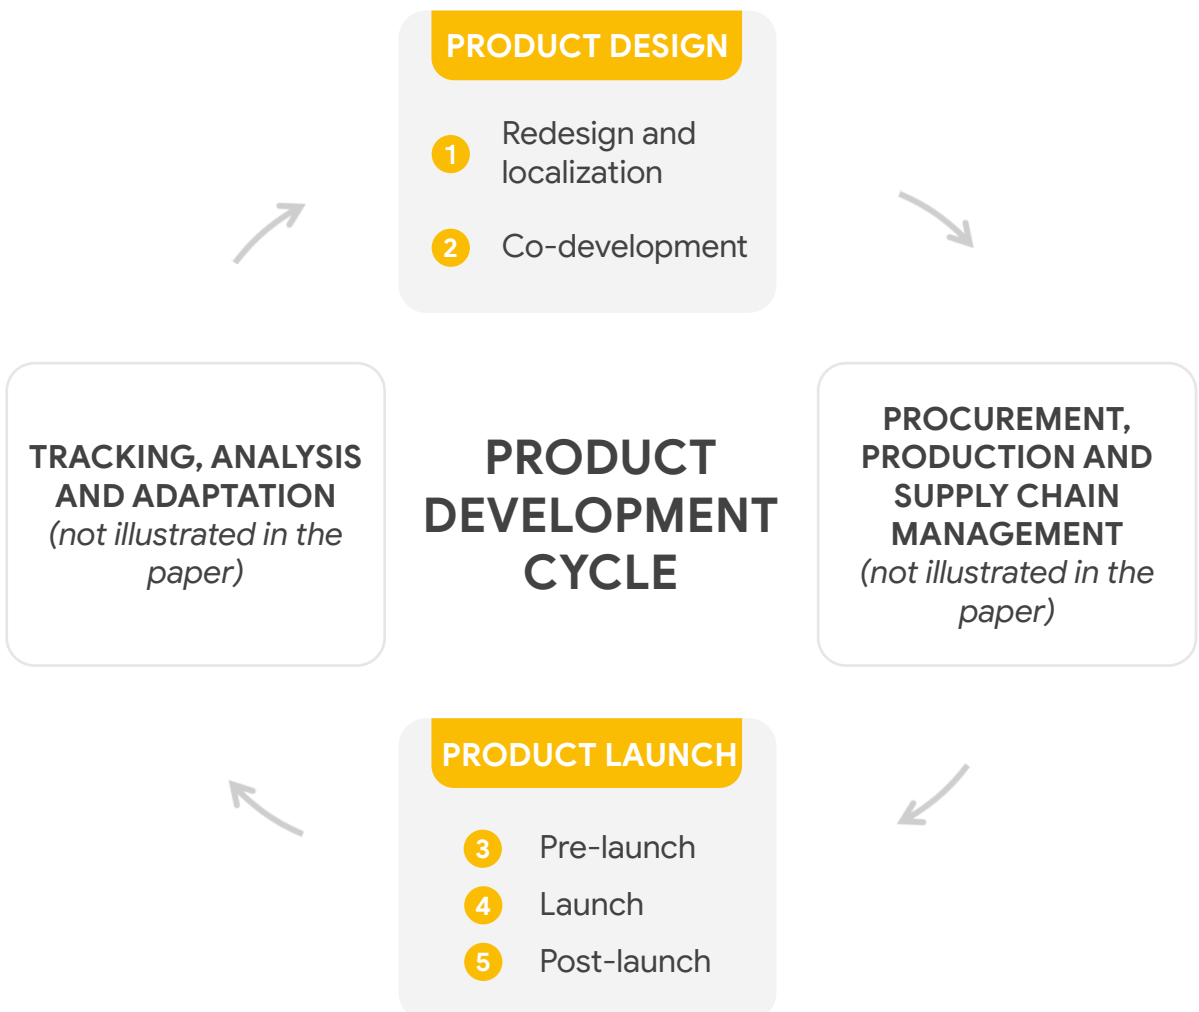 PRODUCT DESIGN
1 Redesign and
localization
2 Co-development
TRACKING, ANALYSIS
AND ADAPTATION
(not illustrated in the
paper)
PRODUCT
DEVELOPMENT
CYCLE
PROCUREMENT,
PRODUCTION AND
SUPPLY CHAIN
MANAGEMENT
(not illustrated in the
paper)
PRODUCT LAUNCH
3 Pre-launch
4 Launch
5 Post-launch